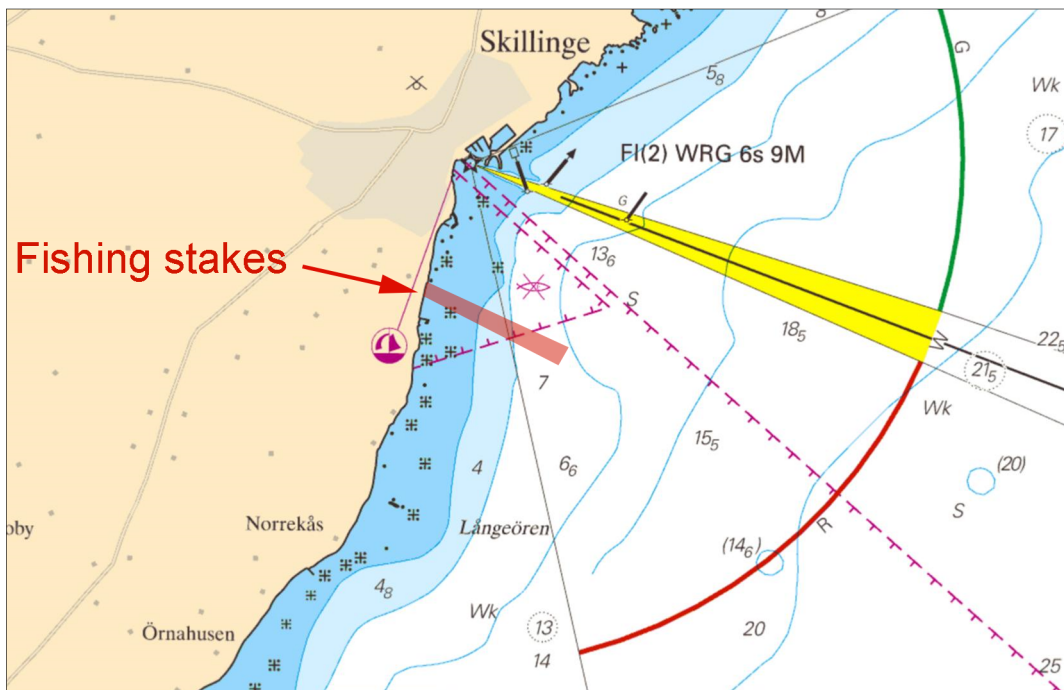 Skillinge
8
5₈
G
Wk
17
Fl(2) WRG 6s 9M
G
Fishing stakes
13₆
S
18₅
W
22₅
21₅
7
Wk
15₅
4
6₆
(20)
S
Norrekås
oby
Långeören
R
(14₆)
4₈
Wk
13
20
Örnahusen
14
25